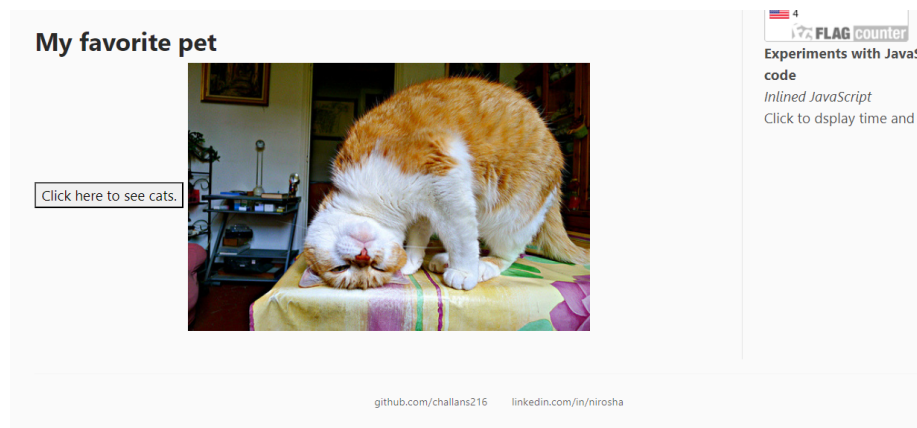 My favorite pet
Click here to see cats.
4
FLAG counter
Experiments with JavaS
code
Inlined JavaScript
Click to dsplay time and
github.com/challans216
linkedin.com/in/nirosha